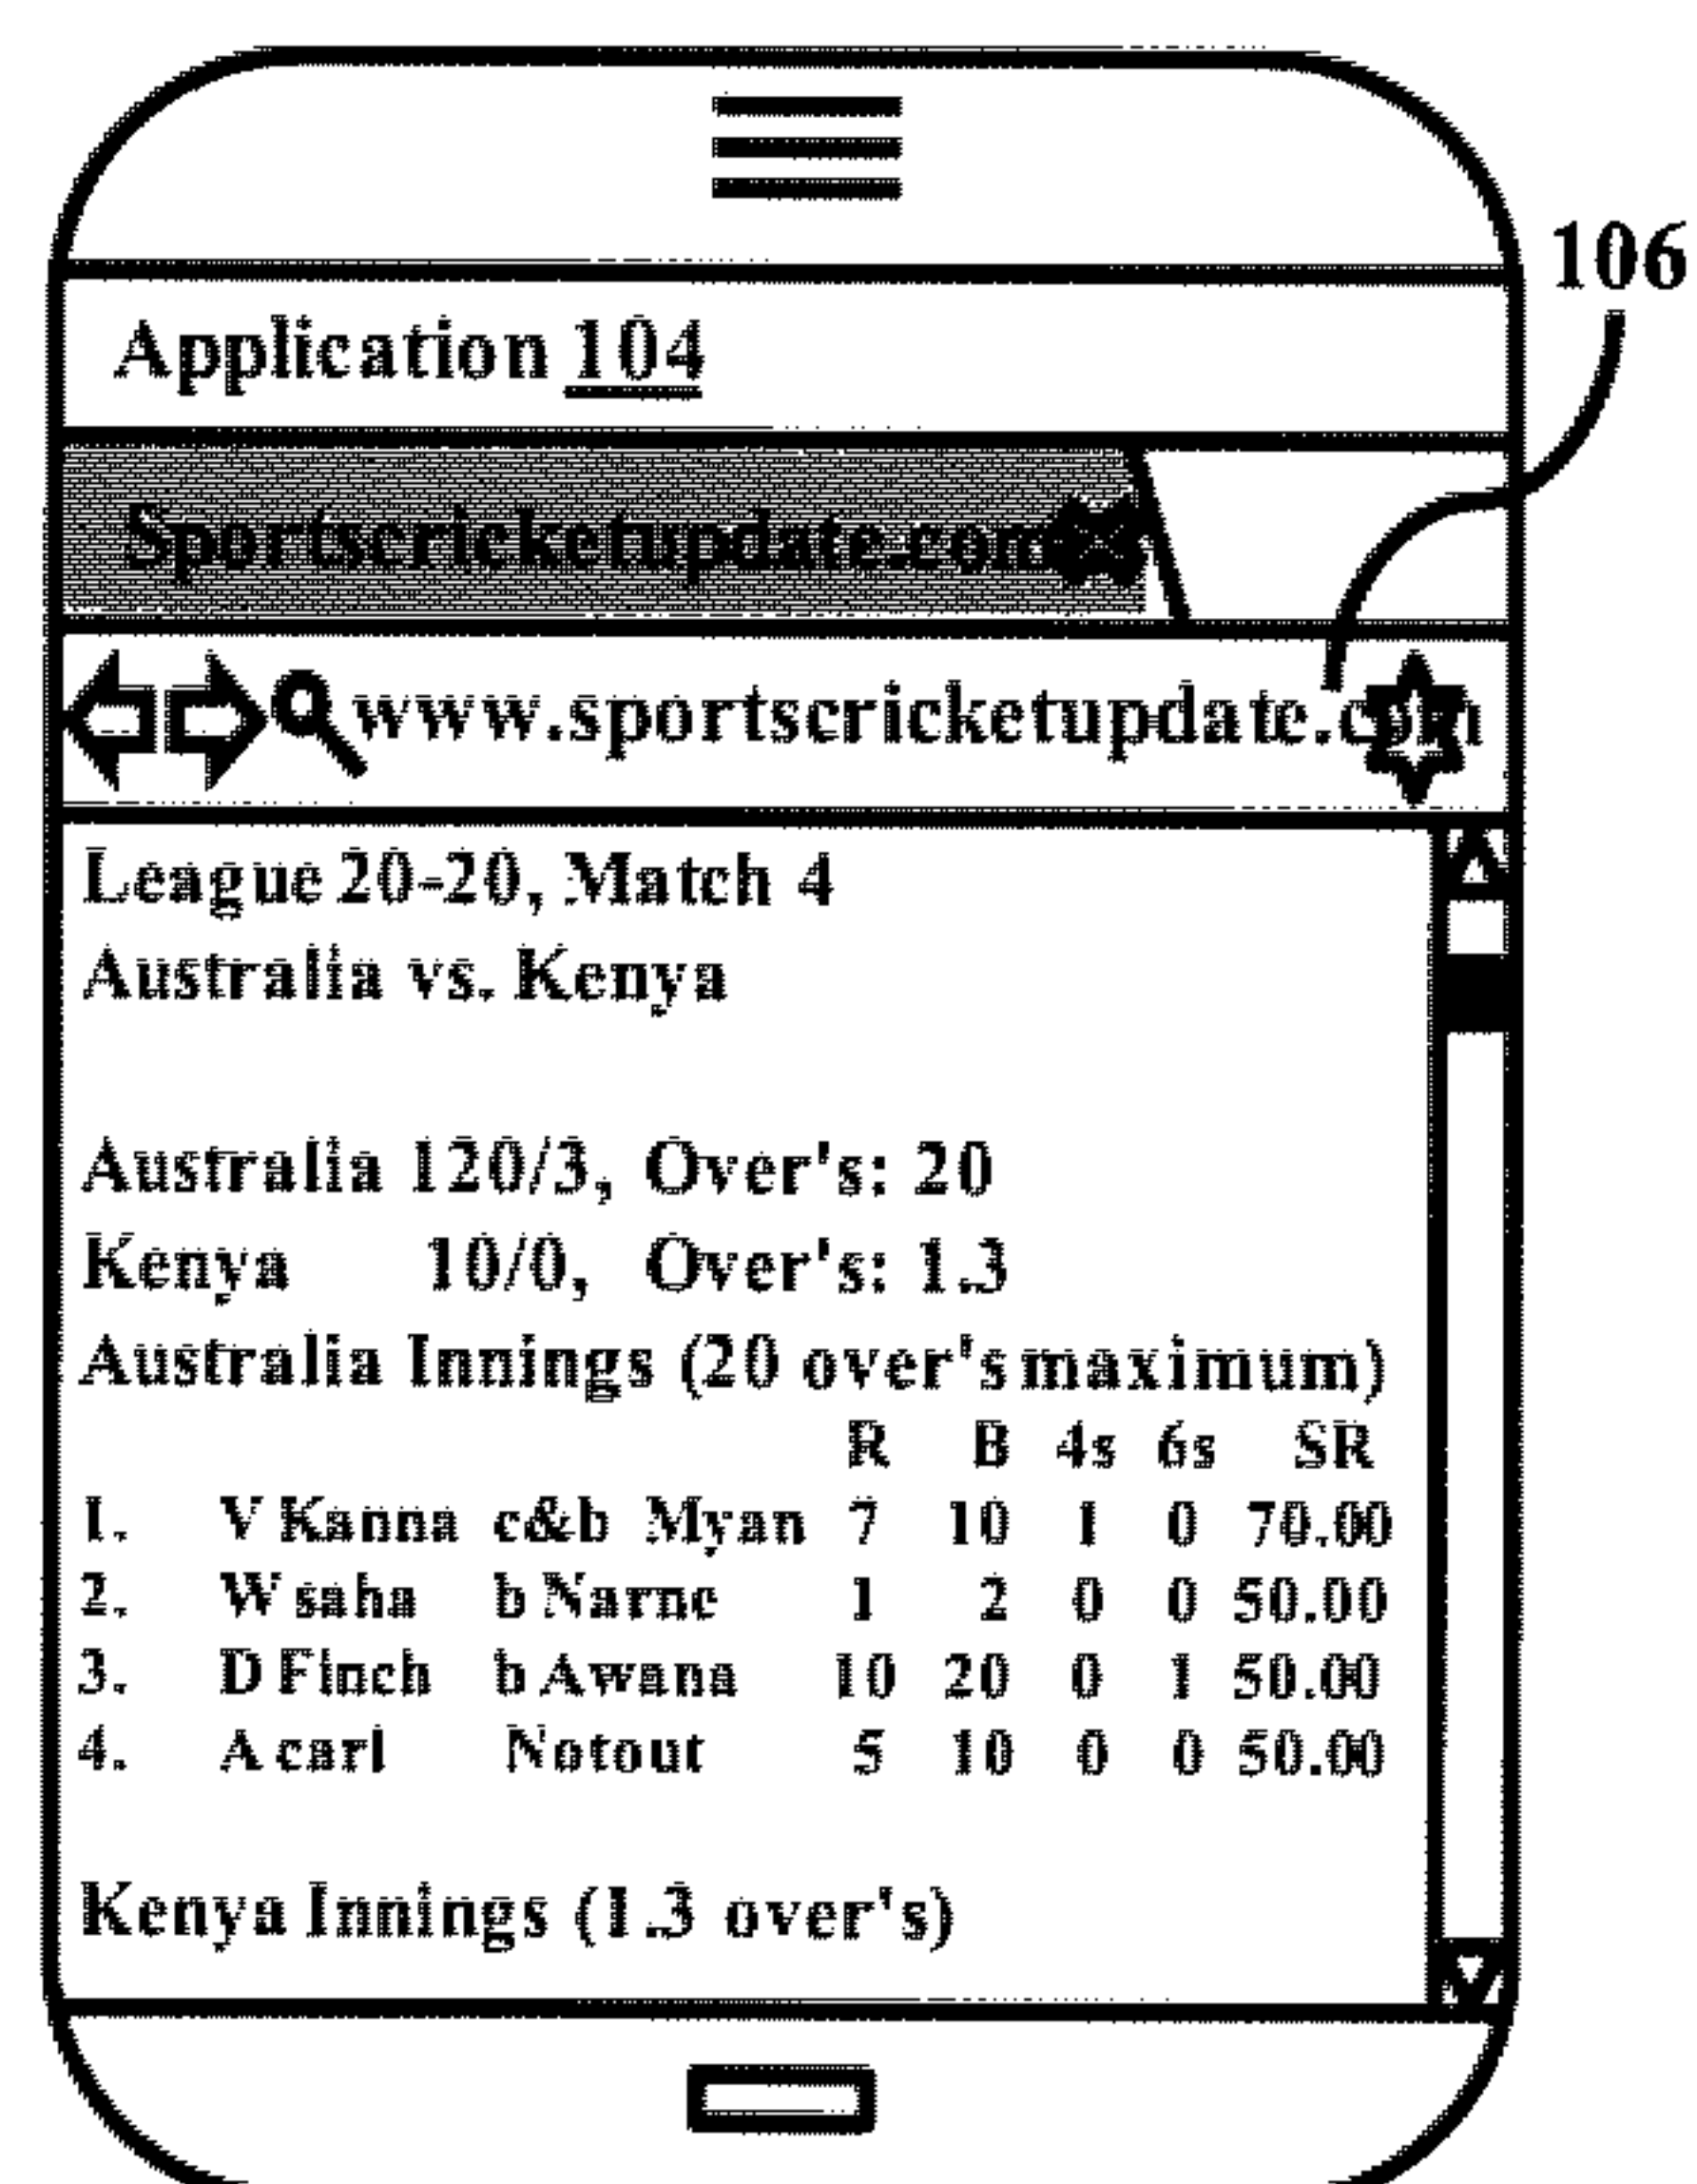 106
Application 104
Sportscricketupdate.com
www.sportscricketupdate.com
League 20-20, Match 4
Australia vs. Kenya
Australia 120/3, Over's: 20
Kenya 10/0, Over's: 1.3
Australia Innings (20 over's maximum)
R B 4s 6s SR
1. V Kanna c&b Myan 7 10 1 0 70.00
2. W saha b Narne 1 2 0 0 50.00
3. D Finch b Awana 10 20 0 1 50.00
4. A carl Notout 5 10 0 0 50.00
Kenya Innings (1.3 over's)